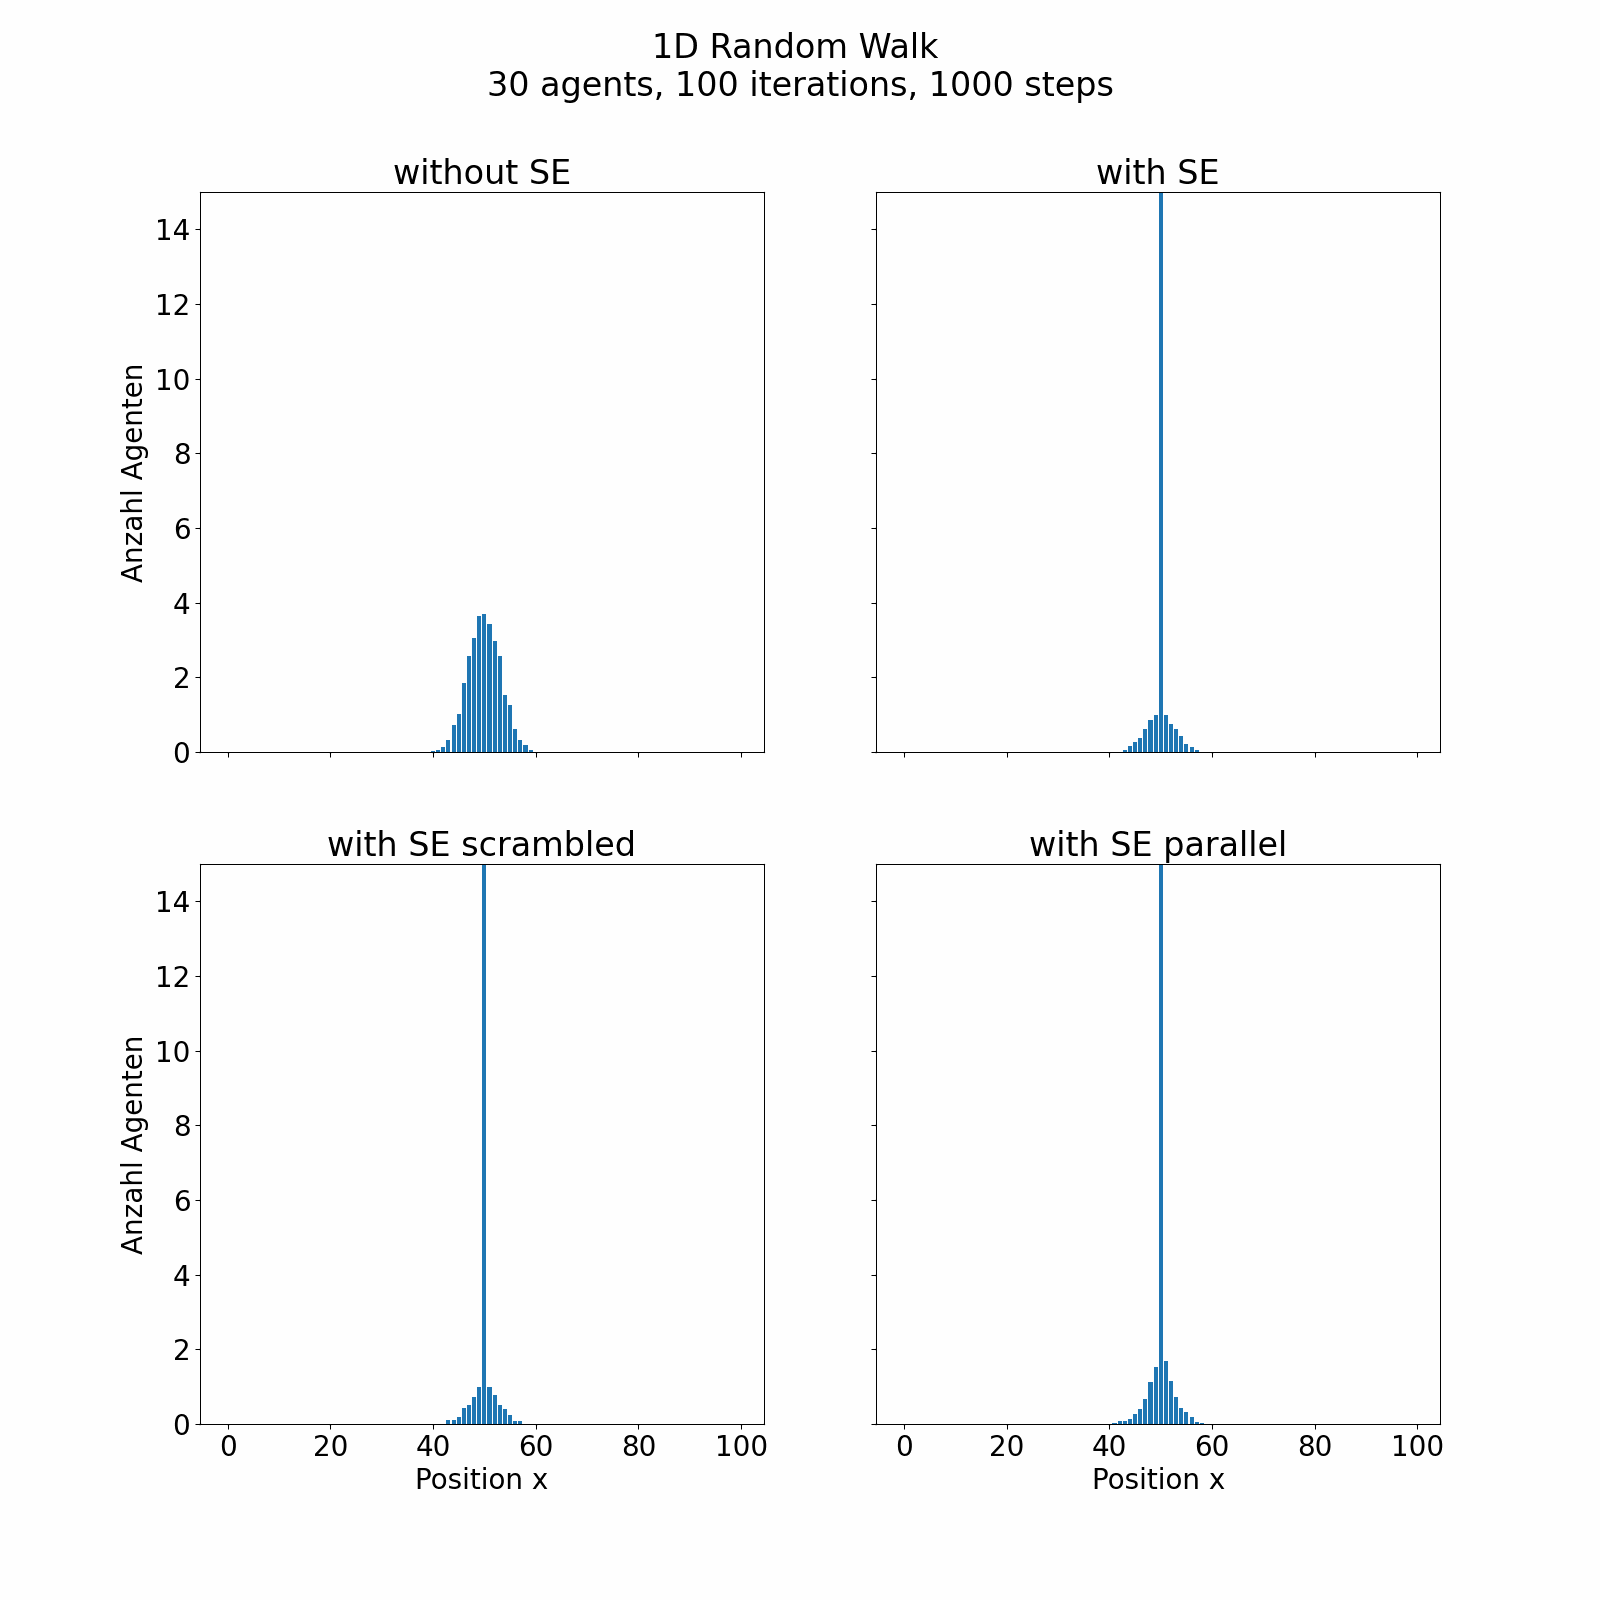 1D Random Walk
30 agents, 100 iterations, 1000 steps
without SE
with SE
14
12
10
8
6
4
2
0
Anzahl Agenten
with SE scrambled
with SE parallel
14
12
10
8
6
4
2
0
Anzahl Agenten
0 20 40 60 80 100
0 20 40 60 80 100
Position x
Position x